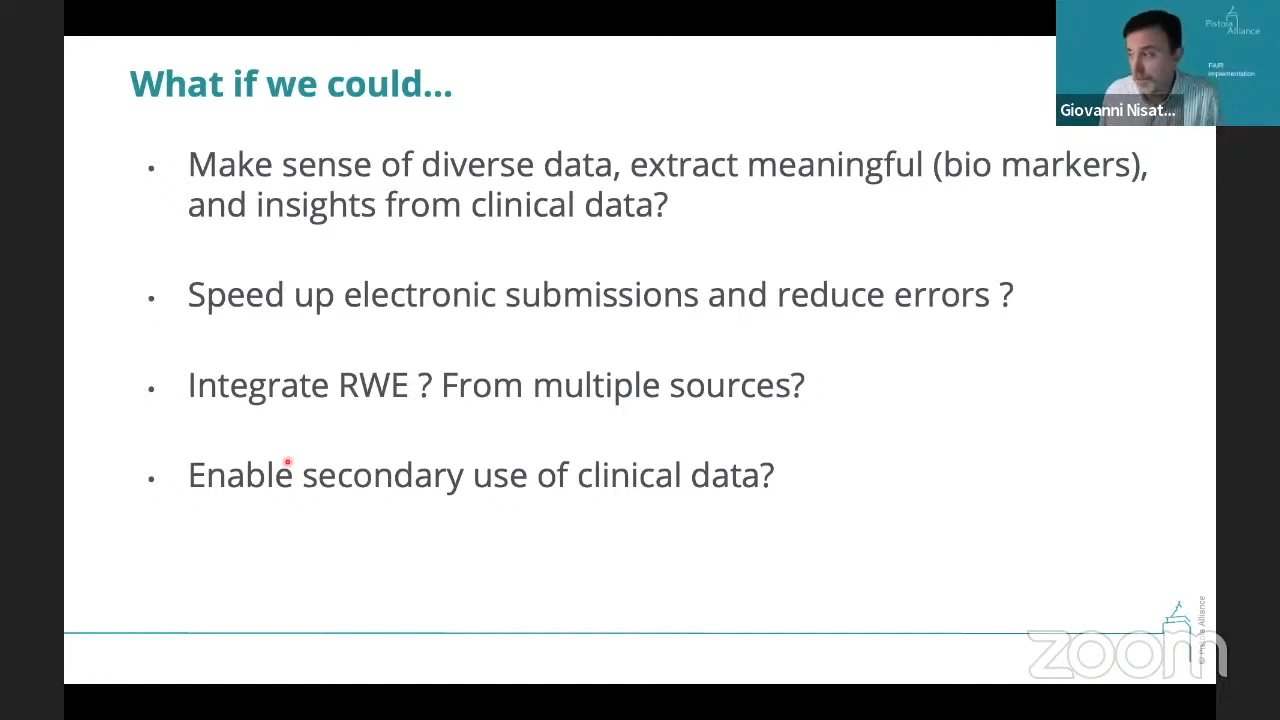 What if we could...
Pistoia
Alliance
FAIR
implementation
Giovanni Nisat...
• Make sense of diverse data, extract meaningful (bio markers),
and insights from clinical data?
• Speed up electronic submissions and reduce errors ?
• Integrate RWE ? From multiple sources?
• Enable secondary use of clinical data?
© Pistoia Alliance
zoom